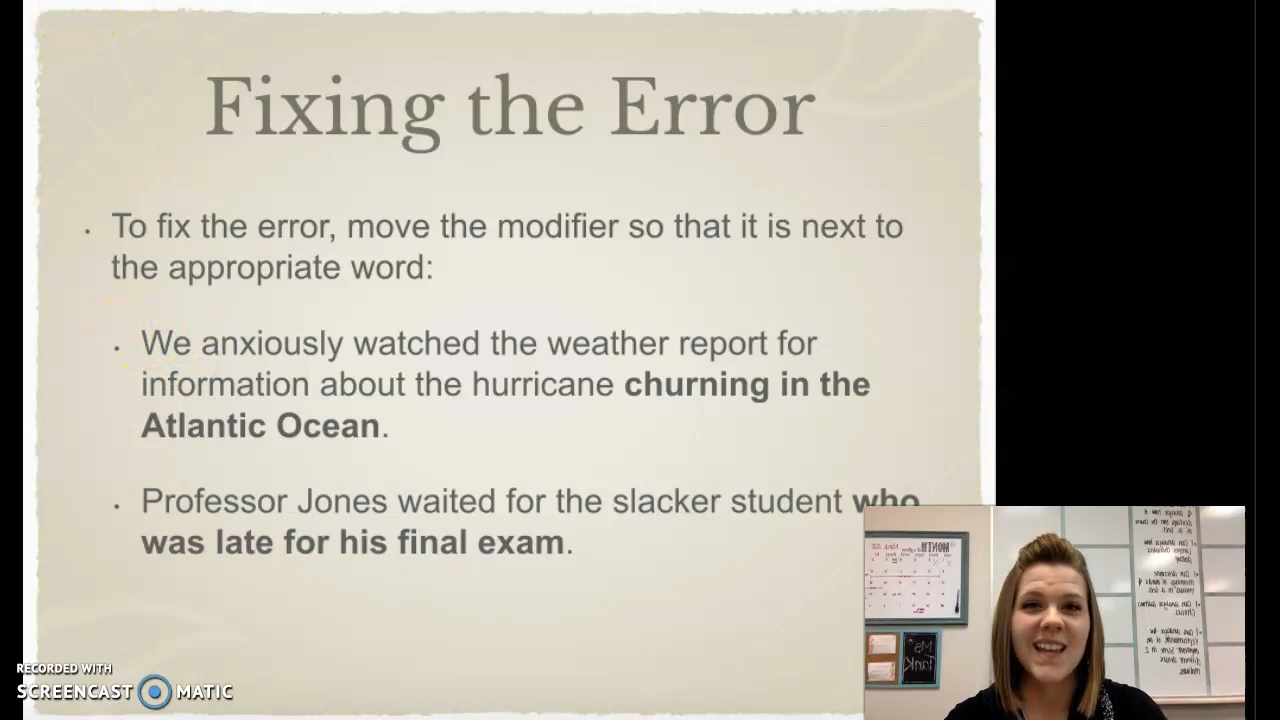 Fixing the Error
To fix the error, move the modifier so that it is next to
the appropriate word:
We anxiously watched the weather report for
information about the hurricane churning in the
Atlantic Ocean.
Professor Jones waited for the slacker student who
was late for his final exam.
RECORDED WITH
SCREENCAST MATIC
MONTH